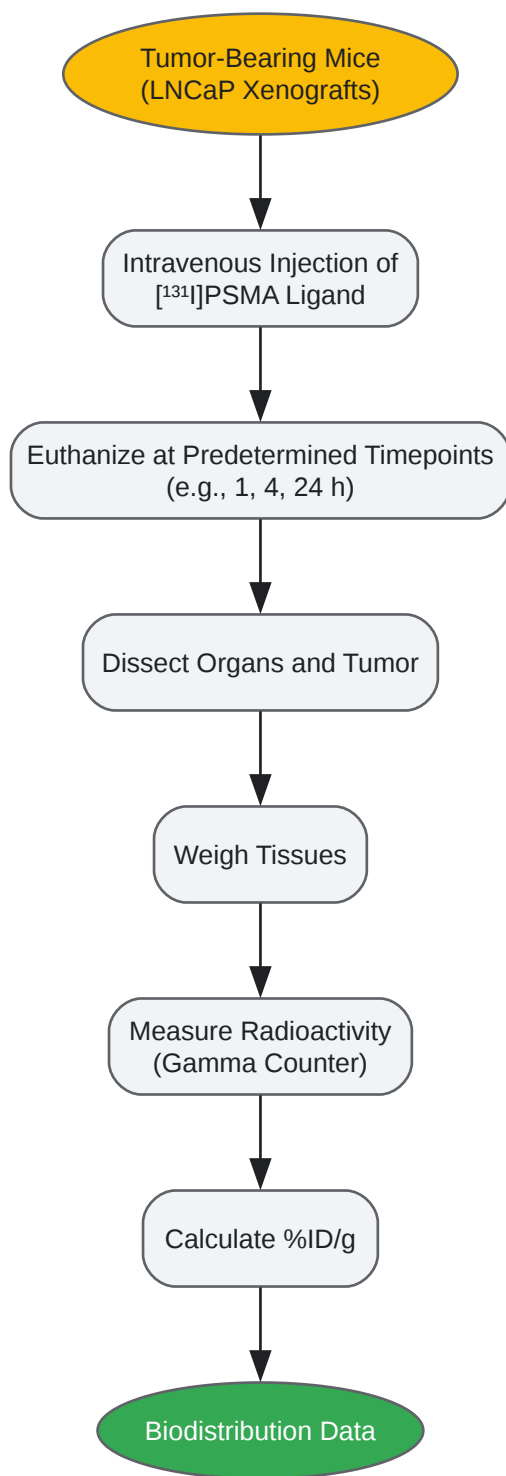 Tumor-Bearing Mice
(LNCaP Xenografts)
Intravenous Injection of
[¹³¹I]PSMA Ligand
Euthanize at Predetermined Timepoints
(e.g., 1, 4, 24 h)
Dissect Organs and Tumor
Weigh Tissues
Measure Radioactivity
(Gamma Counter)
Calculate %ID/g
Biodistribution Data